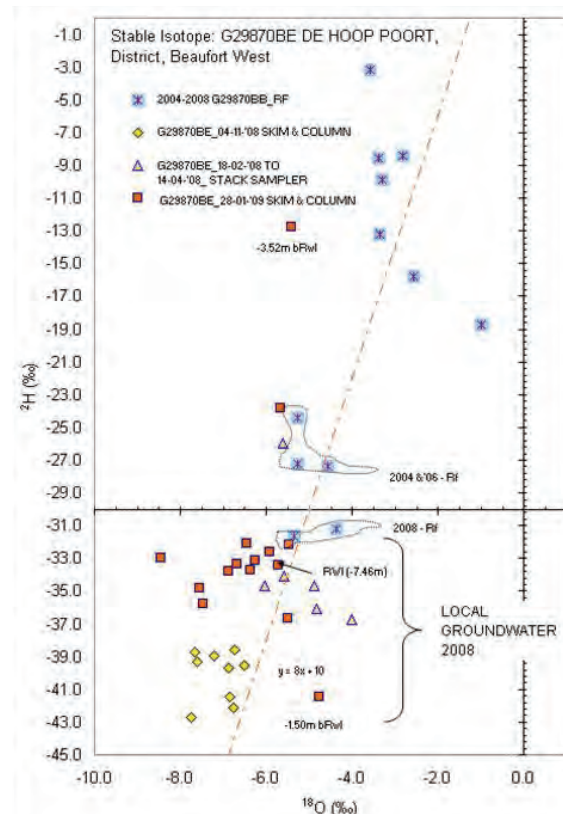 Stable Isotope: G29870BE DE HOOP POORT,
District, Beaufort West
2004-2008 G29870BB_RF
G29870BE_04-11-'08 SKIM & COLUMN
G29870BE_18-02-'08 TO
14-04-'08_ STACK SAMPLER
G29870BE_28-01-'09 SKIM & COLUMN
-1.0
-3.0
-5.0
-7.0
-9.0
-11.0
-13.0
-15.0
-17.0
-19.0
-21.0
-23.0
-25.0
-27.0
-29.0
-31.0
-33.0
-35.0
-37.0
-39.0
-41.0
-43.0
-45.0
²H (‰)
-3.52m bRwl
2004 &'06 - Rf
2008 - Rf
RWl (-7.46m)
LOCAL
GROUNDWATER
2008
y = 8x + 10
-1.50m bRwl
-10.0
-8.0
-6.0
-4.0
-2.0
0.0
¹⁸O (‰)